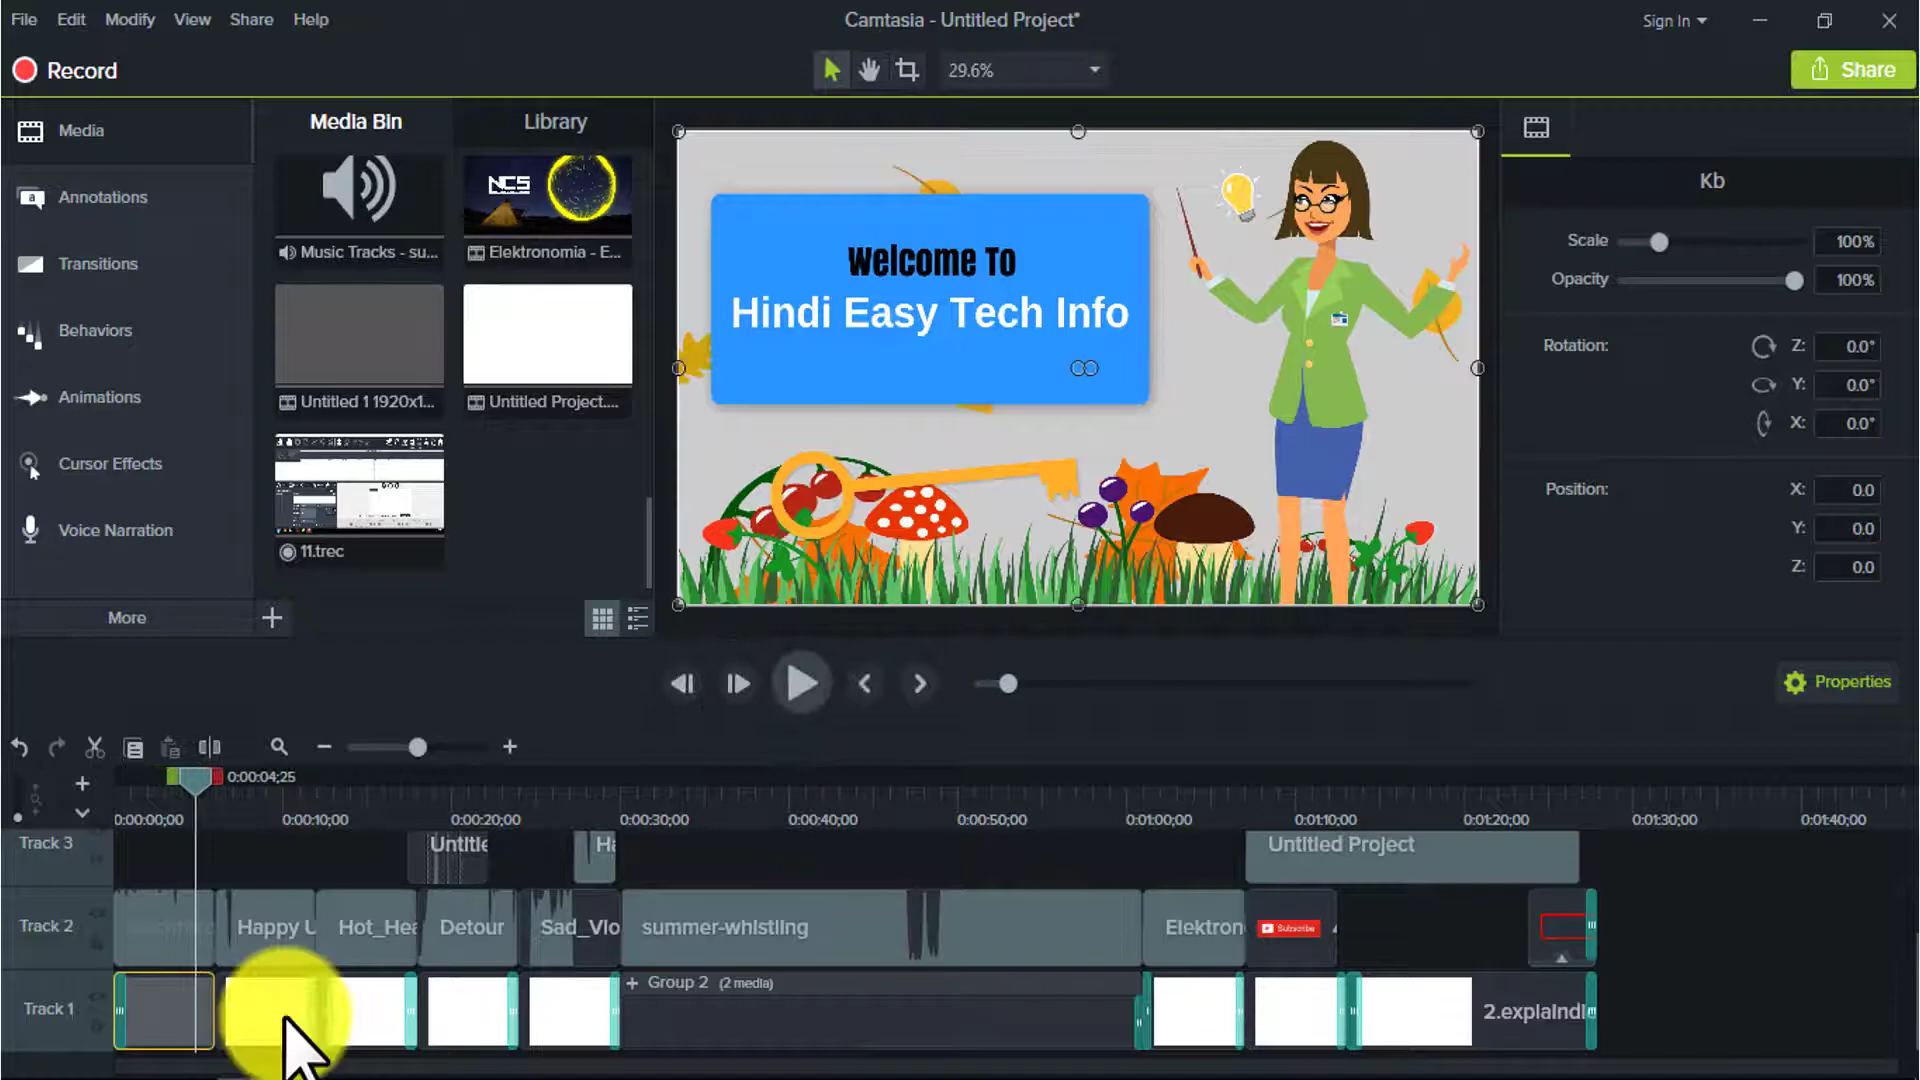 File Edit Modify View Share Help
Camtasia - Untitled Project*
Sign In
Record
29.6%
Share
Media
Annotations
Transitions
Behaviors
Animations
Cursor Effects
Voice Narration
More
Media Bin
Library
Music Tracks - su...
NCS
Elektronomia - E...
Untitled 1 1920x1...
Untitled Project....
11.trec
Welcome To
Hindi Easy Tech Info
Kb
Scale 100%
Opacity 100%
Rotation: Z: 0.0°
Y: 0.0°
X: 0.0°
Position: X: 0.0
Y: 0.0
Z: 0.0
Properties
0:00:04;25
0:00:00;00 0:00:10;00 0:00:20;00 0:00:30;00 0:00:40;00 0:00:50;00 0:01:00;00 0:01:10;00 0:01:20;00 0:01:30;00 0:01:40;00
Track 3 Untitle Ha Untitled Project
Track 2 Happy U Hot_Hea Detour Sad_Vlo summer-whistling Elektron Subscribe
Track 1 + Group 2 (2 media) 2.explaindi